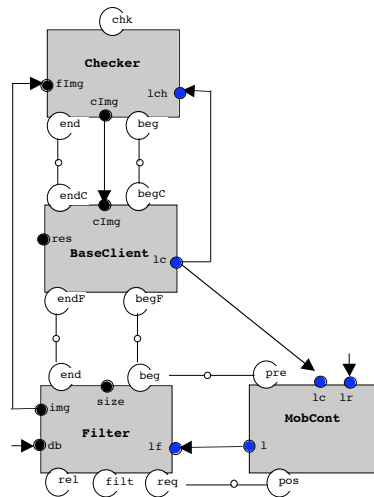 chk
Checker
fImg
lch
cImg
end
beg
endC
begC
cImg
res
BaseClient
lc
endF
begF
end
beg
pre
size
lc
lr
img
MobCont
Filter
db
lf
l
rel
filt
req
pos